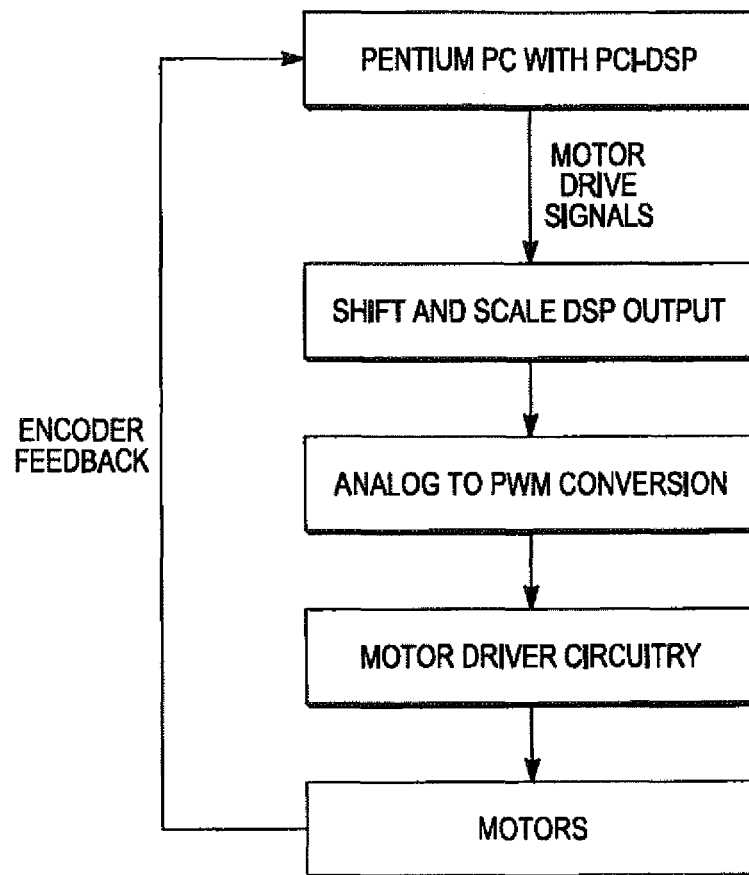 PENTIUM PC WITH PCI-DSP
MOTOR
DRIVE
SIGNALS
SHIFT AND SCALE DSP OUTPUT
ENCODER
FEEDBACK
ANALOG TO PWM CONVERSION
MOTOR DRIVER CIRCUITRY
MOTORS